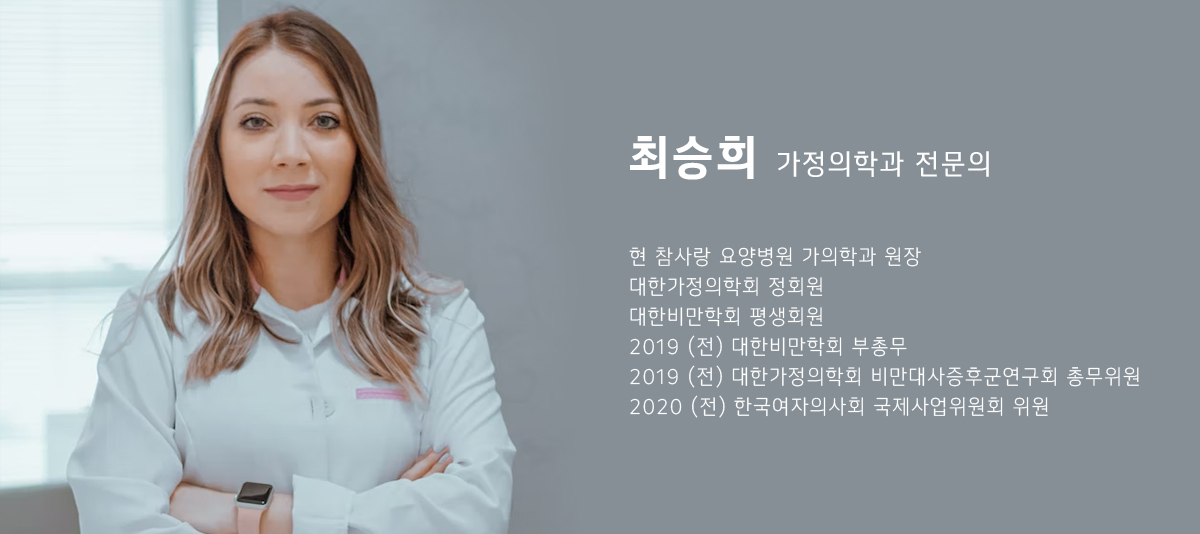 최승희 가정의학과 전문의
현 참사랑 요양병원 가의학과 원장
대한가정의학회 정회원
대한비만학회 평생회원
2019 (전) 대한비만학회 부총무
2019 (전) 대한가정의학회 비만대사증후군연구회 총무위원
2020 (전) 한국여자의사회 국제사업위원회 위원